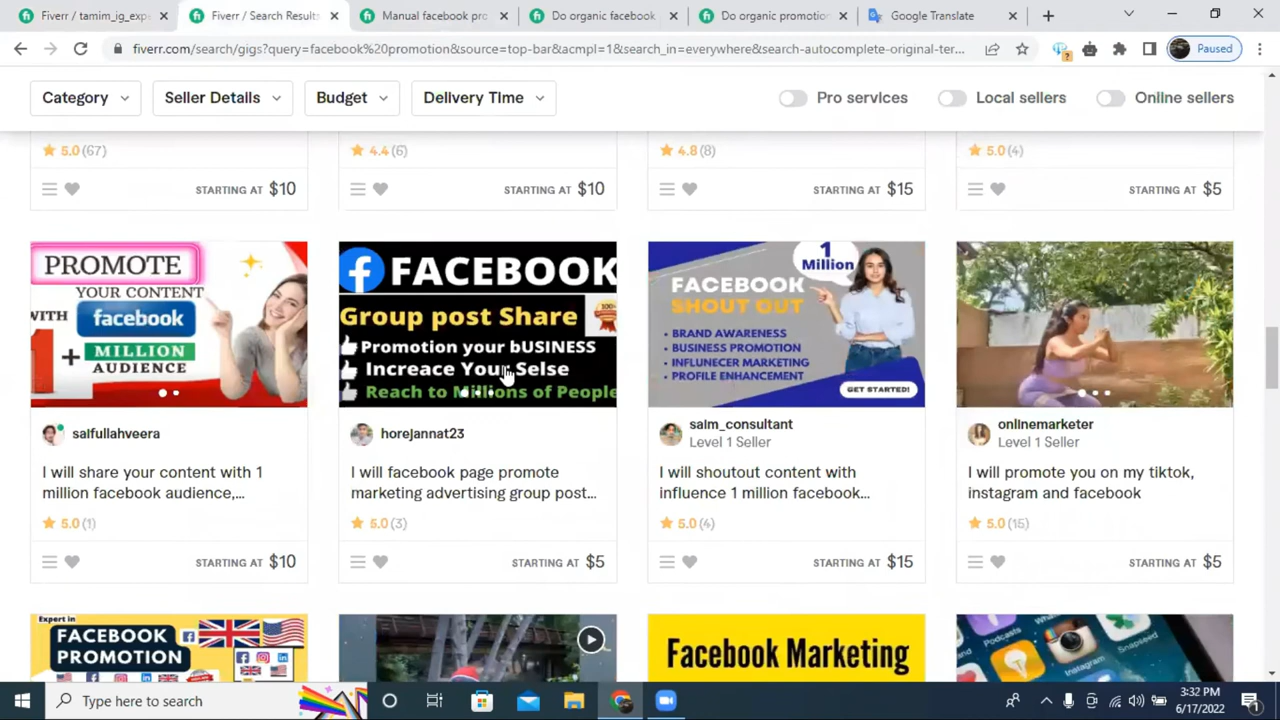 Fiverr / tamim_ig_exp
Fiverr / Search Results
Manual facebook pro
Do organic facebook
Do organic promotion
Google Translate
fiverr.com/search/gigs?query=facebook%20promotion&source=top-bar&acmpl=1&search_in=everywhere&search-autocomplete-original-ter...
Paused
Category
Seller Details
Budget
Delivery Time
Pro services
Local sellers
Online sellers
5.0 (67)
4.4 (6)
4.8 (8)
5.0 (4)
STARTING AT $10
STARTING AT $10
STARTING AT $15
STARTING AT $5
PROMOTE
YOUR CONTENT
WITH
facebook
1
+
MILLION
AUDIENCE
saifullahveera
I will share your content with 1
million facebook audience,...
5.0 (1)
STARTING AT $10
FACEBOOK
Group post Share
100+
Promotion your bUSINESS
Increase Your Selse
Reach to Millions of People
horejannat23
I will facebook page promote
marketing advertising group post...
5.0 (3)
STARTING AT $5
1
Million
FACEBOOK
SHOUT OUT
• BRAND AWARENESS
• BUSINESS PROMOTION
• INFLUNECER MARKETING
• PROFILE ENHANCEMENT
GET STARTED!
saim_consultant
Level 1 Seller
I will shoutout content with
influence 1 million facebook...
5.0 (4)
STARTING AT $15
onlinemarketer
Level 1 Seller
I will promote you on my tiktok,
instagram and facebook
5.0 (15)
STARTING AT $5
Expert in
FACEBOOK
PROMOTION
Facebook Marketing
Podcasts
Instagram
Snapseed
Type here to search
3:32 PM
6/17/2022